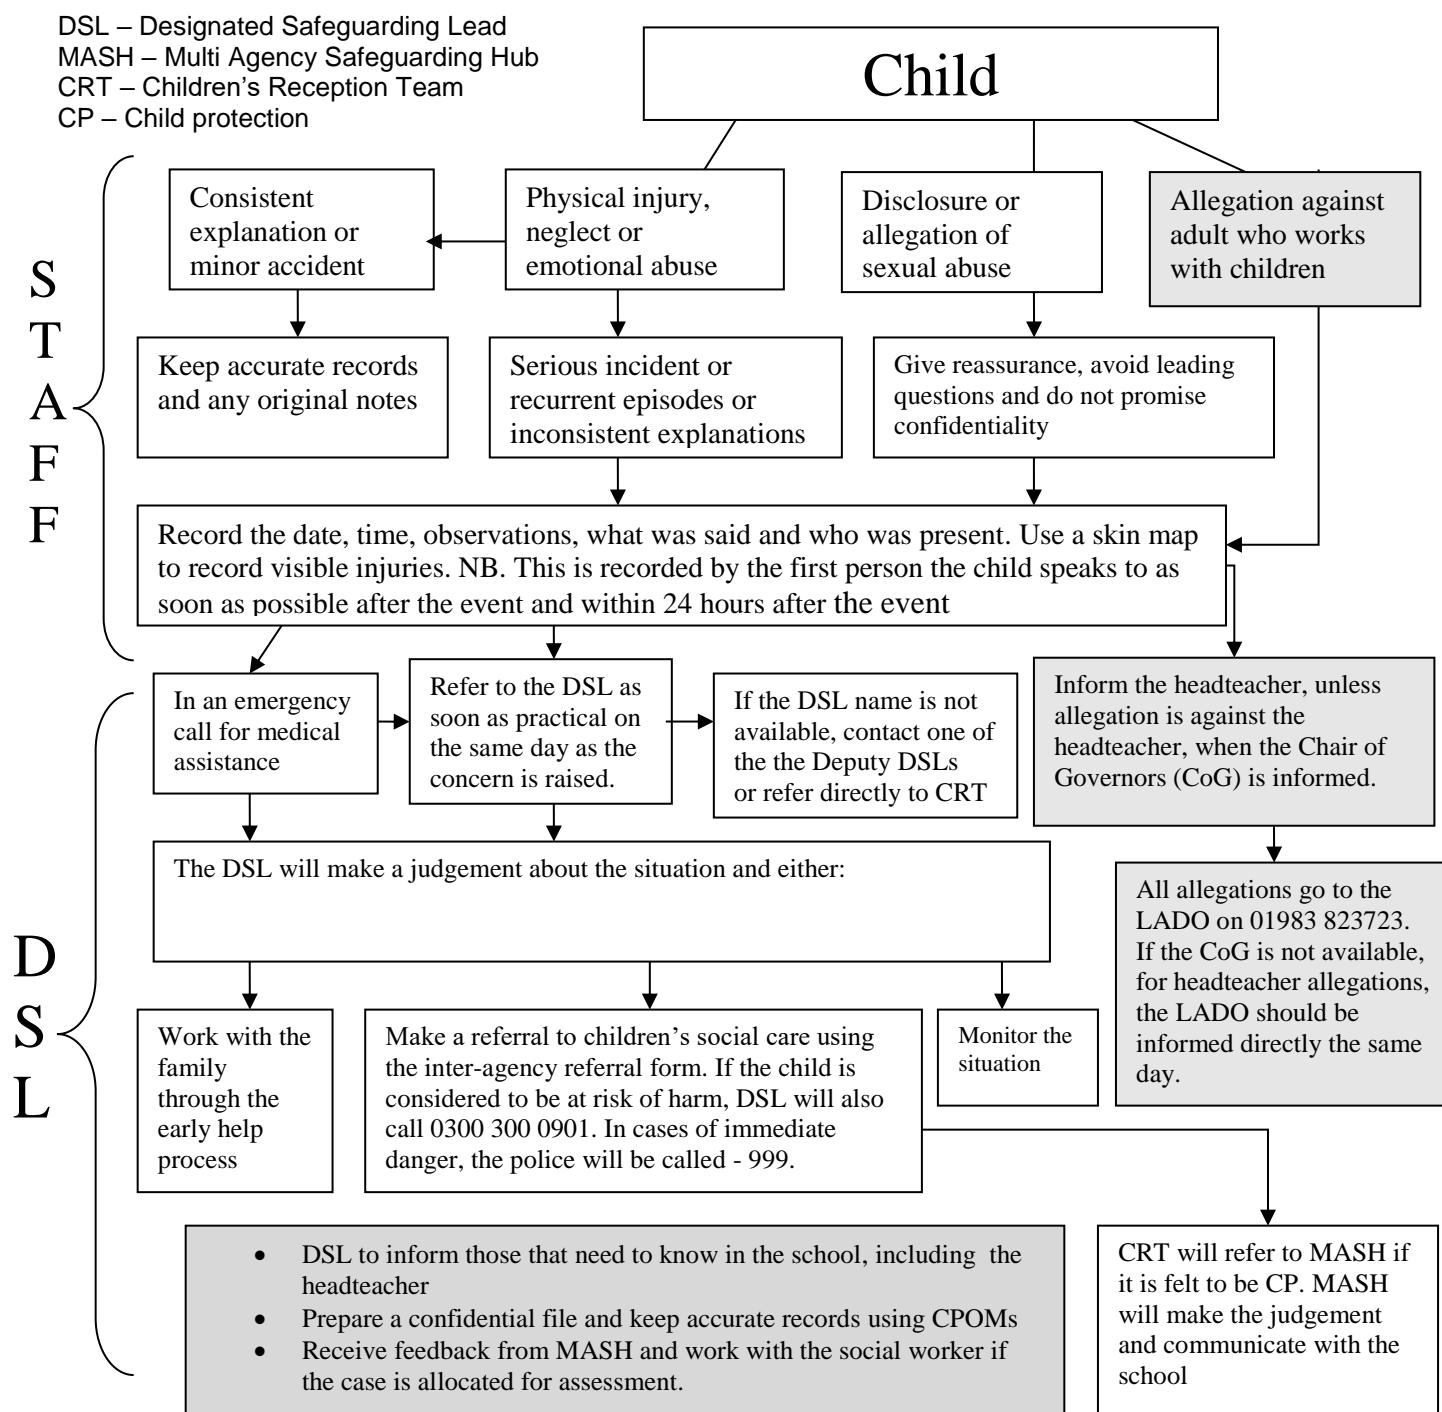 DSL – Designated Safeguarding Lead
MASH – Multi Agency Safeguarding Hub
CRT – Children's Reception Team
CP – Child protection
Child
S
T
A
F
F
Consistent
explanation or
minor accident
Physical injury,
neglect or
emotional abuse
Disclosure or
allegation of
sexual abuse
Allegation against
adult who works
with children
Keep accurate records
and any original notes
Serious incident or
recurrent episodes or
inconsistent explanations
Give reassurance, avoid leading
questions and do not promise
confidentiality
Record the date, time, observations, what was said and who was present. Use a skin map
to record visible injuries. NB. This is recorded by the first person the child speaks to as
soon as possible after the event and within 24 hours after the event
D
S
L
In an emergency
call for medical
assistance
Refer to the DSL as
soon as practical on
the same day as the
concern is raised.
If the DSL name is not
available, contact one of
the the Deputy DSLs
or refer directly to CRT
Inform the headteacher, unless
allegation is against the
headteacher, when the Chair of
Governors (CoG) is informed.
The DSL will make a judgement about the situation and either:
All allegations go to the
LADO on 01983 823723.
If the CoG is not available,
for headteacher allegations,
the LADO should be
informed directly the same
day.
Work with the
family
through the
early help
process
Make a referral to children's social care using
the inter-agency referral form. If the child is
considered to be at risk of harm, DSL will also
call 0300 300 0901. In cases of immediate
danger, the police will be called - 999.
Monitor the
situation
• DSL to inform those that need to know in the school, including  the
headteacher
• Prepare a confidential file and keep accurate records using CPOMs
• Receive feedback from MASH and work with the social worker if
the case is allocated for assessment.
CRT will refer to MASH if
it is felt to be CP. MASH
will make the judgement
and communicate with the
school